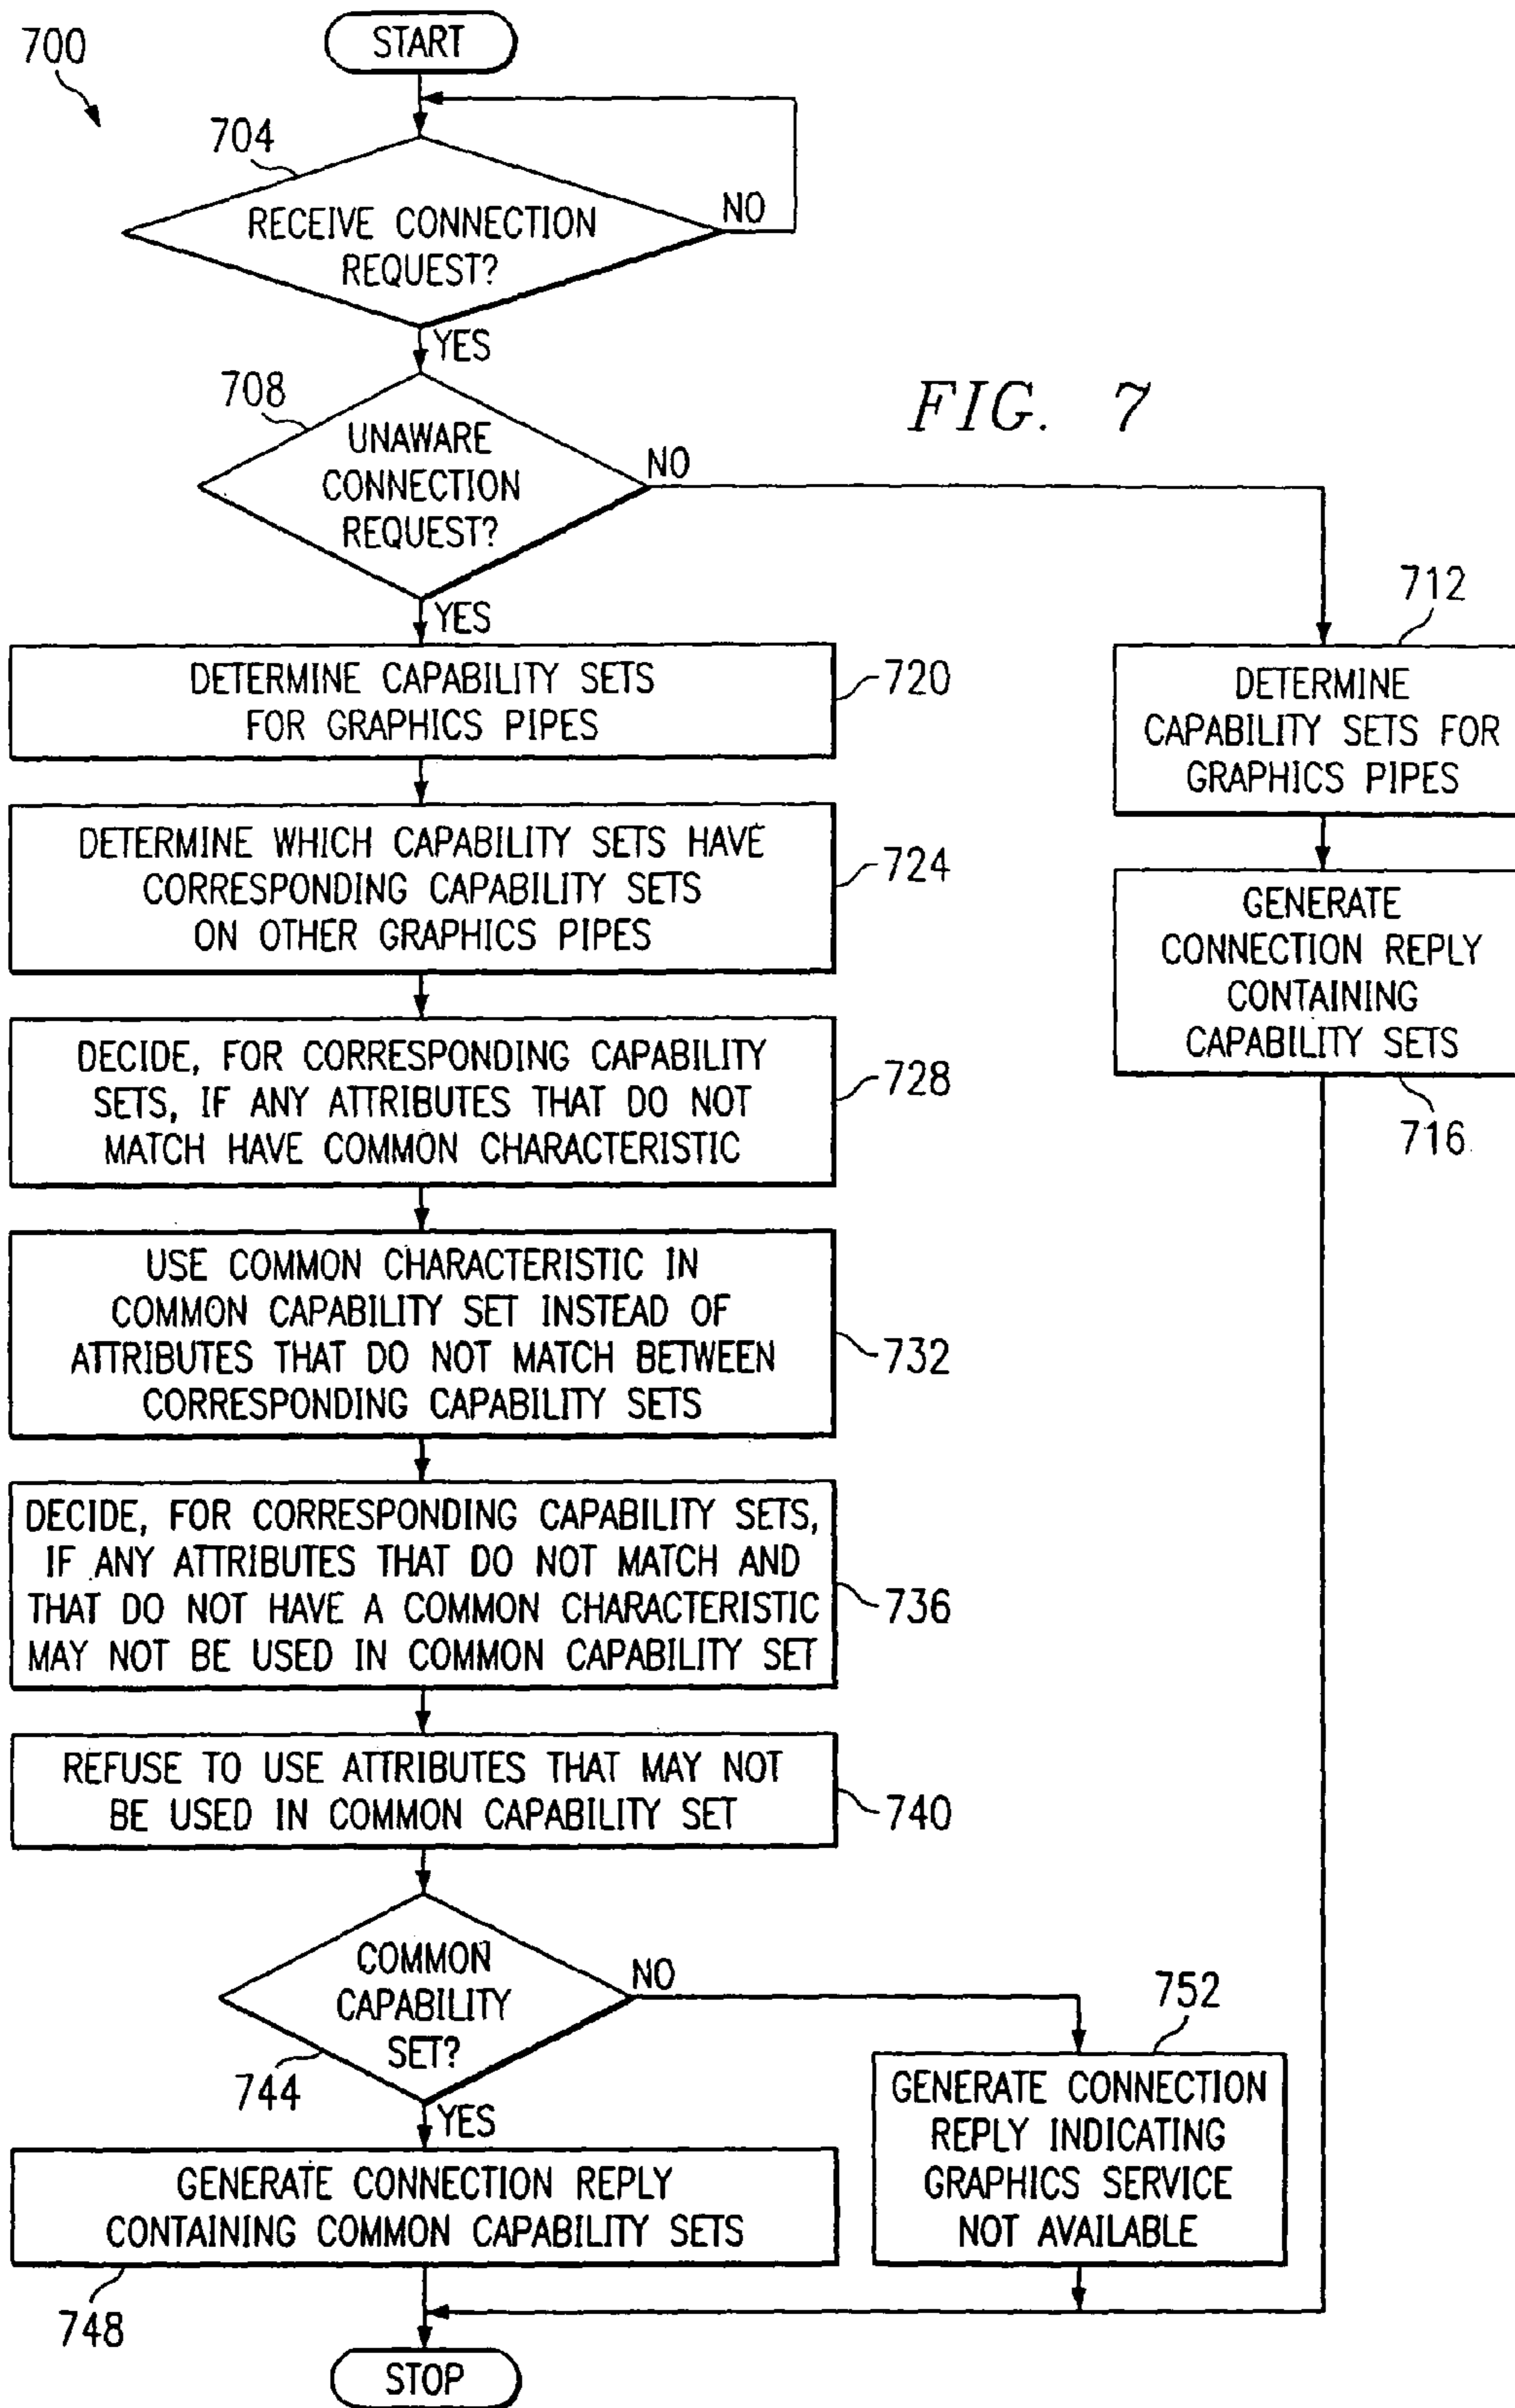 700
START
704
RECEIVE CONNECTION
REQUEST?
NO
YES
708
FIG. 7
UNAWARE
CONNECTION
REQUEST?
NO
YES
712
DETERMINE CAPABILITY SETS
FOR GRAPHICS PIPES
720
DETERMINE
CAPABILITY SETS FOR
GRAPHICS PIPES
DETERMINE WHICH CAPABILITY SETS HAVE
CORRESPONDING CAPABILITY SETS
ON OTHER GRAPHICS PIPES
724
GENERATE
CONNECTION REPLY
CONTAINING
CAPABILITY SETS
716
DECIDE, FOR CORRESPONDING CAPABILITY
SETS, IF ANY ATTRIBUTES THAT DO NOT
MATCH HAVE COMMON CHARACTERISTIC
728
USE COMMON CHARACTERISTIC IN
COMMON CAPABILITY SET INSTEAD OF
ATTRIBUTES THAT DO NOT MATCH BETWEEN
CORRESPONDING CAPABILITY SETS
732
DECIDE, FOR CORRESPONDING CAPABILITY SETS,
IF ANY ATTRIBUTES THAT DO NOT MATCH AND
THAT DO NOT HAVE A COMMON CHARACTERISTIC
MAY NOT BE USED IN COMMON CAPABILITY SET
736
REFUSE TO USE ATTRIBUTES THAT MAY NOT
BE USED IN COMMON CAPABILITY SET
740
COMMON
CAPABILITY
SET?
744
NO
YES
752
GENERATE CONNECTION
REPLY INDICATING
GRAPHICS SERVICE
NOT AVAILABLE
GENERATE CONNECTION REPLY
CONTAINING COMMON CAPABILITY SETS
748
STOP